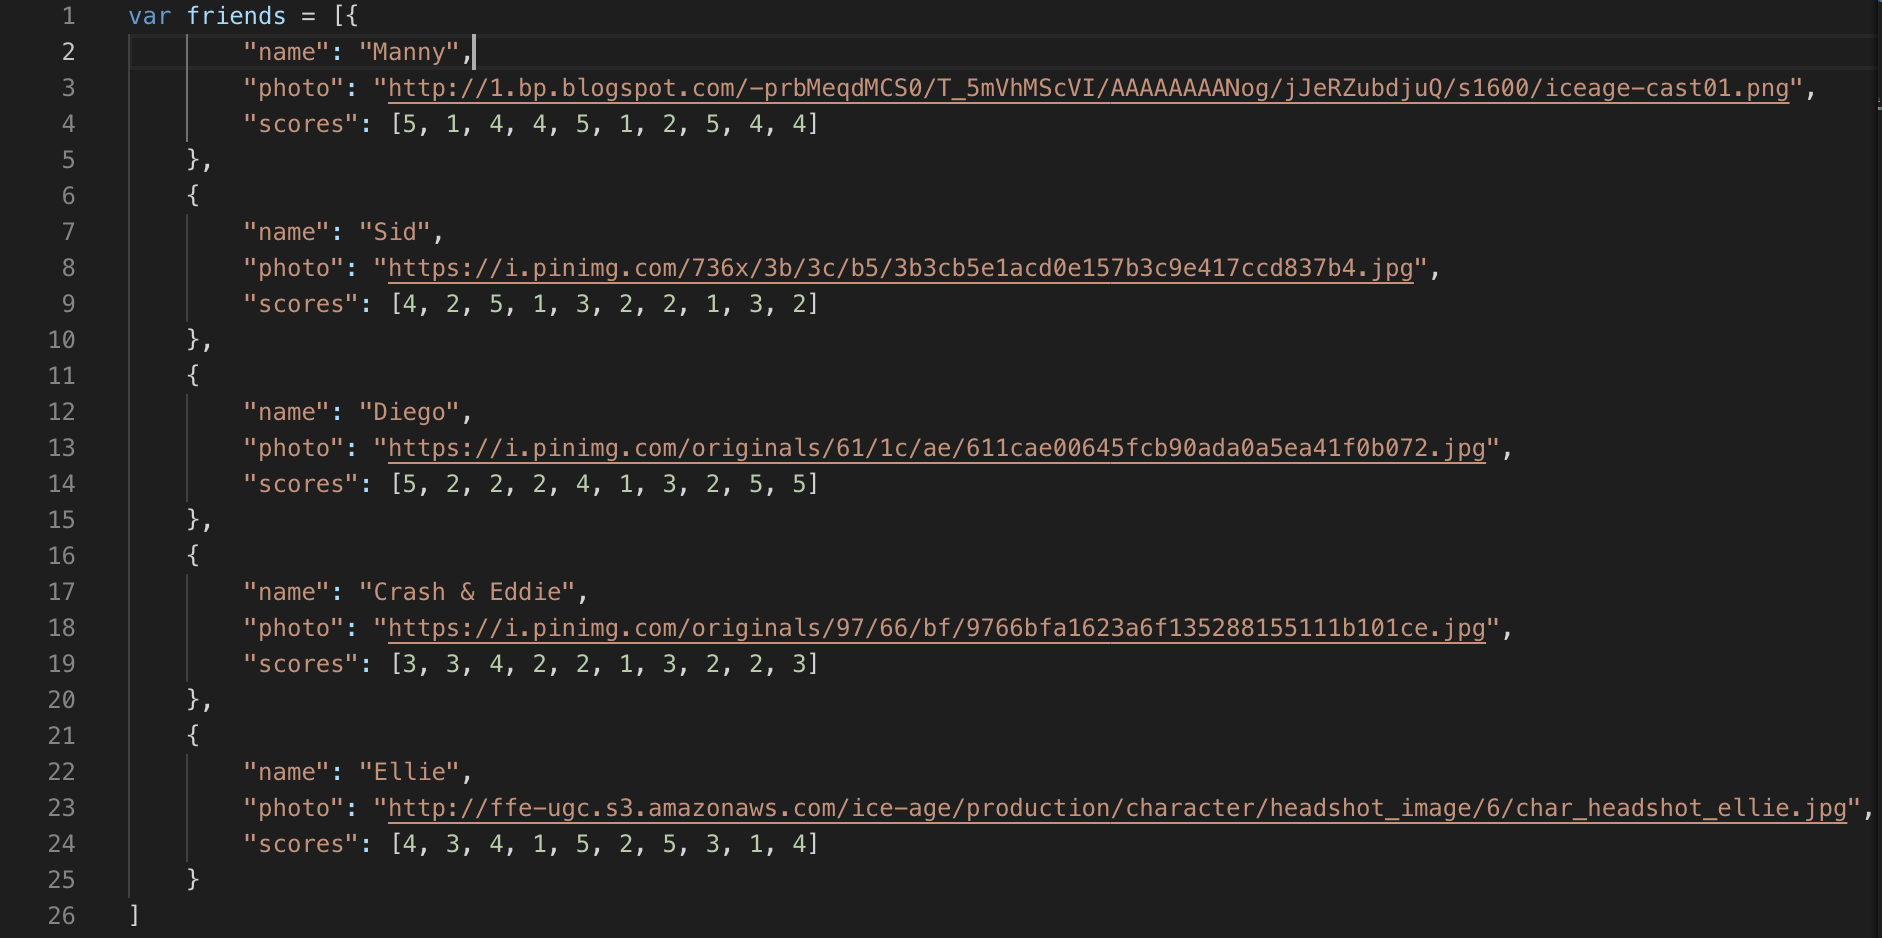 1 var friends = [{
2 "name": "Manny",
3 "photo": "http://1.bp.blogspot.com/-prbMeqdMCS0/T_5mVhMScVI/AAAAAAAANog/jJeRZubdjuQ/s1600/iceage-cast01.png",
4 "scores": [5, 1, 4, 4, 5, 1, 2, 5, 4, 4]
5 },
6 {
7 "name": "Sid",
8 "photo": "https://i.pinimg.com/736x/3b/3c/b5/3b3cb5e1acd0e157b3c9e417ccd837b4.jpg",
9 "scores": [4, 2, 5, 1, 3, 2, 2, 1, 3, 2]
10 },
11 {
12 "name": "Diego",
13 "photo": "https://i.pinimg.com/originals/61/1c/ae/611cae00645fcb90ada0a5ea41f0b072.jpg",
14 "scores": [5, 2, 2, 2, 4, 1, 3, 2, 5, 5]
15 },
16 {
17 "name": "Crash & Eddie",
18 "photo": "https://i.pinimg.com/originals/97/66/bf/9766bfa1623a6f135288155111b101ce.jpg",
19 "scores": [3, 3, 4, 2, 2, 1, 3, 2, 2, 3]
20 },
21 {
22 "name": "Ellie",
23 "photo": "http://ffe-ugc.s3.amazonaws.com/ice-age/production/character/headshot_image/6/char_headshot_ellie.jpg",
24 "scores": [4, 3, 4, 1, 5, 2, 5, 3, 1, 4]
25 }
26 ]